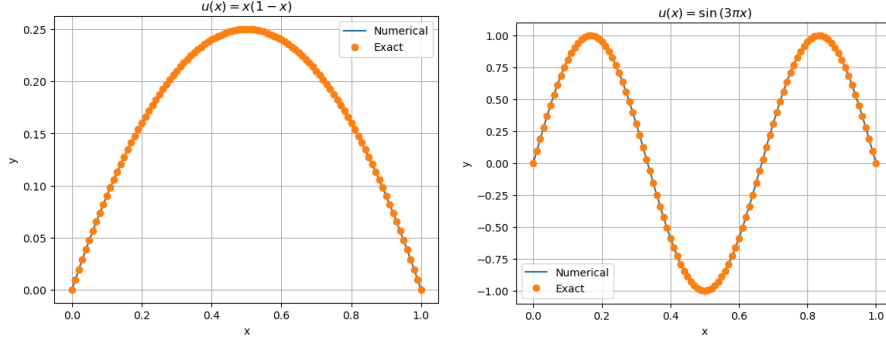 u(x) = x(1 − x)
Numerical
Exact
0.25
0.20
0.15
0.10
0.05
0.00
y
0.0 0.2 0.4 0.6 0.8 1.0
x
u(x) = sin (3πx)
1.00
0.75
0.50
0.25
0.00
−0.25
−0.50
−0.75
−1.00
y
Numerical
Exact
0.0 0.2 0.4 0.6 0.8 1.0
x